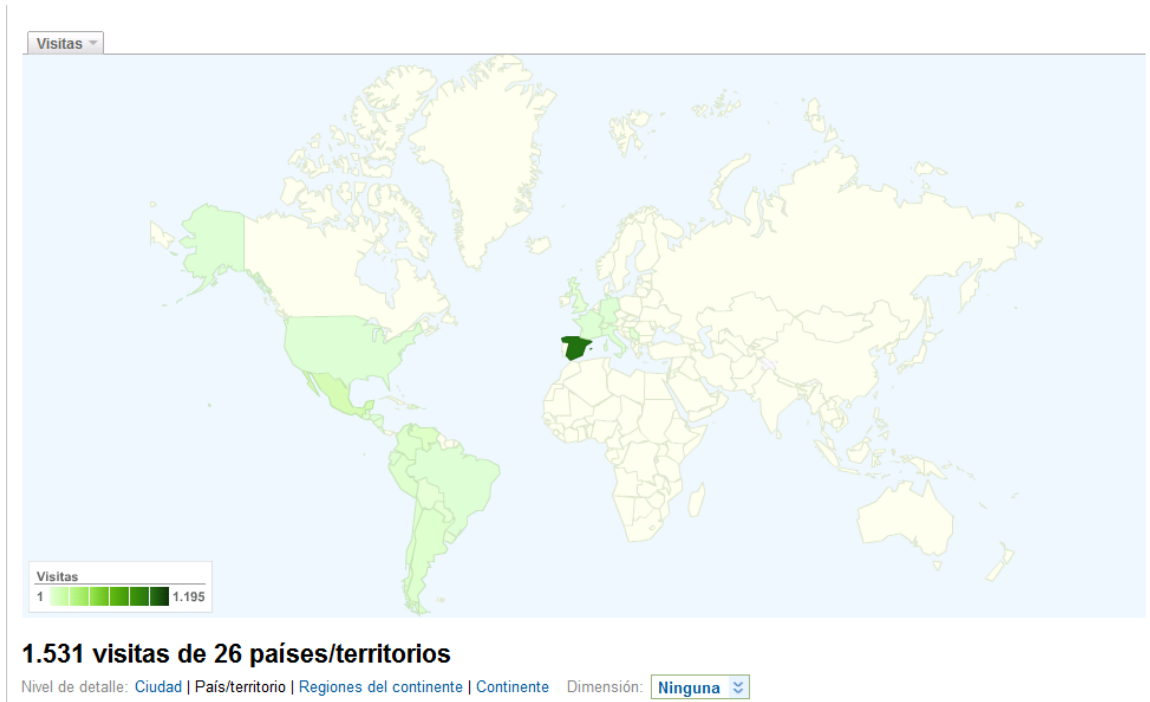 Visitas
Visitas
1 1.195
1.531 visitas de 26 países/territorios
Nivel de detalle: Ciudad | País/territorio | Regiones del continente | Continente Dimensión: Ninguna